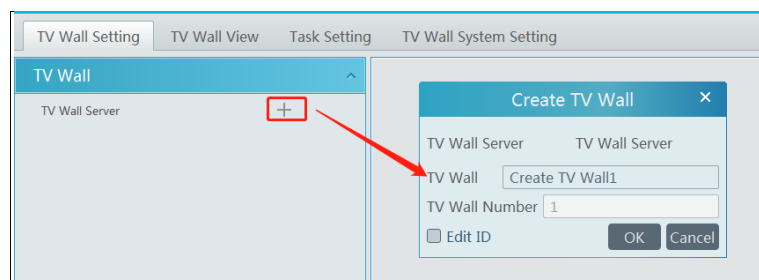 TV Wall Setting TV Wall View Task Setting TV Wall System Setting
TV Wall
TV Wall Server
Create TV Wall
TV Wall Server TV Wall Server
TV Wall Create TV Wall1
TV Wall Number 1
Edit ID OK Cancel